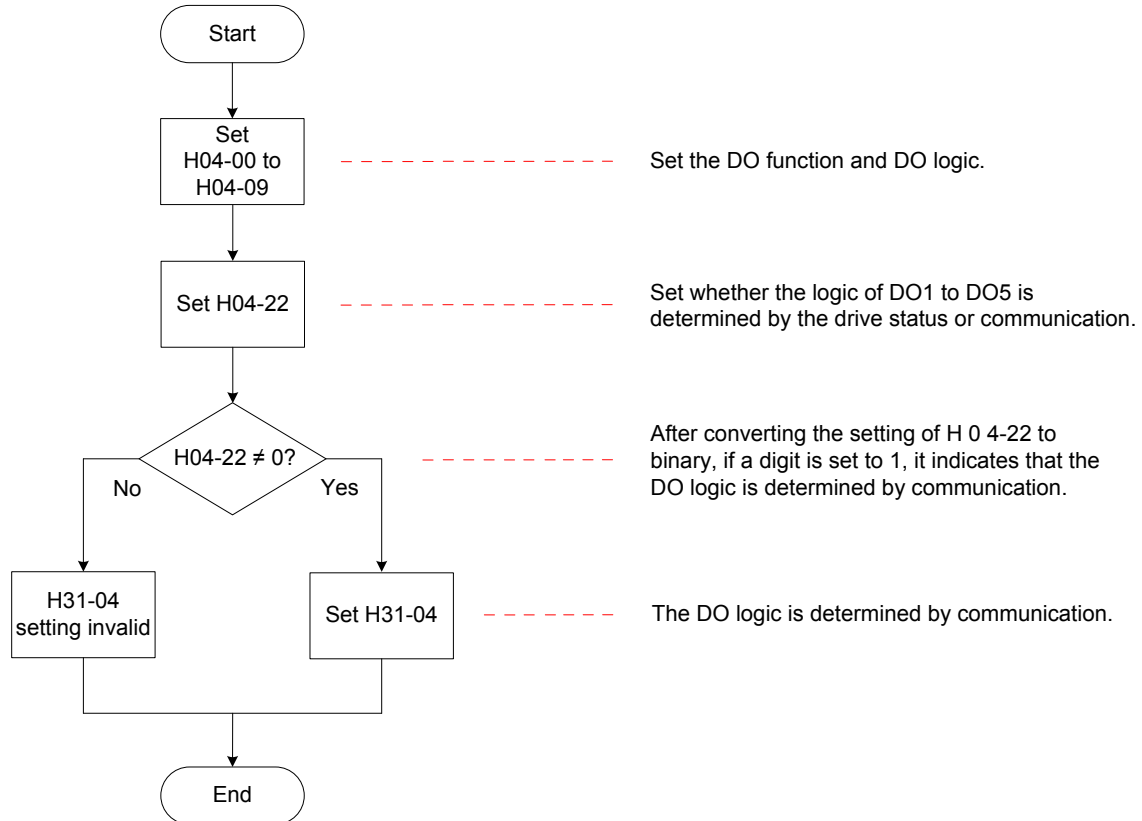 Start
Set
H04-00 to
H04-09
Set the DO function and DO logic.
Set H04-22
Set whether the logic of DO1 to DO5 is
determined by the drive status or communication.
H04-22 ≠ 0?
No
Yes
After converting the setting of H 0 4-22 to
binary, if a digit is set to 1, it indicates that the
DO logic is determined by communication.
H31-04
setting invalid
Set H31-04
The DO logic is determined by communication.
End